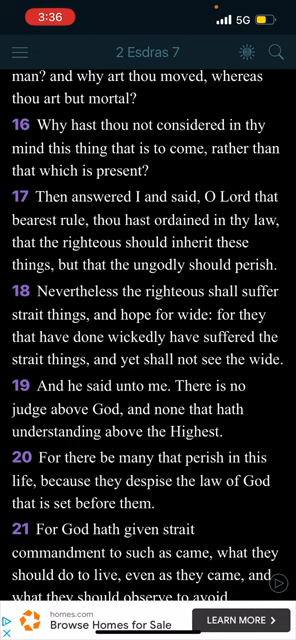 3:36
5G
2 Esdras 7
man? and why art thou moved, whereas
thou art but mortal?
16 Why hast thou not considered in thy
mind this thing that is to come, rather than
that which is present?
17 Then answered I and said, O Lord that
bearest rule, thou hast ordained in thy law,
that the righteous should inherit these
things, but that the ungodly should perish.
18 Nevertheless the righteous shall suffer
strait things, and hope for wide: for they
that have done wickedly have suffered the
strait things, and yet shall not see the wide.
19 And he said unto me. There is no
judge above God, and none that hath
understanding above the Highest.
20 For there be many that perish in this
life, because they despise the law of God
that is set before them.
21 For God hath given strait
commandment to such as came, what they
should do to live, even as they came, and
what they should observe to avoid
homes.com
Browse Homes for Sale
LEARN MORE >